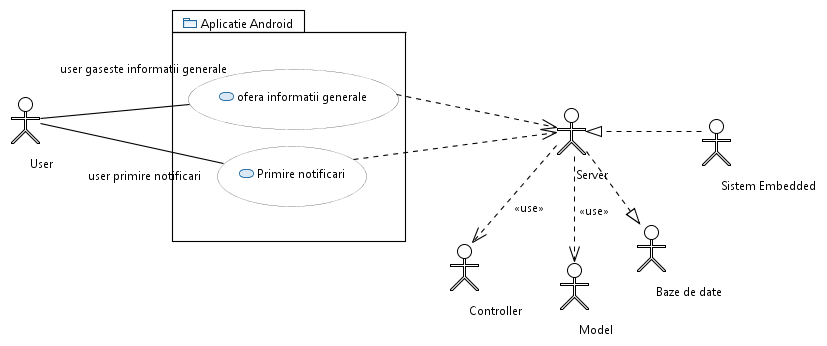 Aplicatie Android
user gaseste informatii generale
ofera informatii generale
User
user primire notificari
Primire notificari
Server
Sistem Embedded
«use»
«use»
Controller
Model
Baze de date